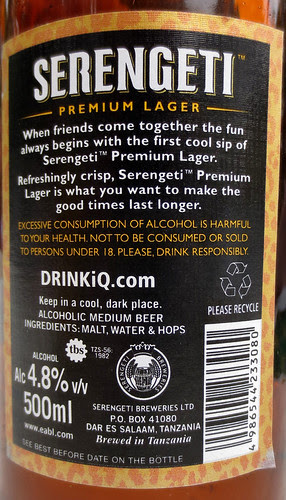 SERENGETI™
PREMIUM LAGER
When friends come together the fun
always begins with the first cool sip of
Serengeti™ Premium Lager.
Refreshingly crisp, Serengeti™ Premium
Lager is what you want to make the
good times last longer.
EXCESSIVE CONSUMPTION OF ALCOHOL IS HARMFUL
TO YOUR HEALTH. NOT TO BE CONSUMED OR SOLD
TO PERSONS UNDER 18. PLEASE, DRINK RESPONSIBLY.
DRINKiQ.com
Keep in a cool, dark place.
ALCOHOLIC MEDIUM BEER
INGREDIENTS: MALT, WATER & HOPS
PLEASE RECYCLE
tbs
TZS-56:
1982
ALCOHOL
Alc 4.8% v/v
500ml
www.eabl.com
SERENGETI BREWERIES
SERENGETI BREWERIES LTD
P.O. BOX 41080
DAR ES SALAAM, TANZANIA
Brewed in Tanzania
SEE BEST BEFORE DATE ON THE BOTTLE
4 986544 233080